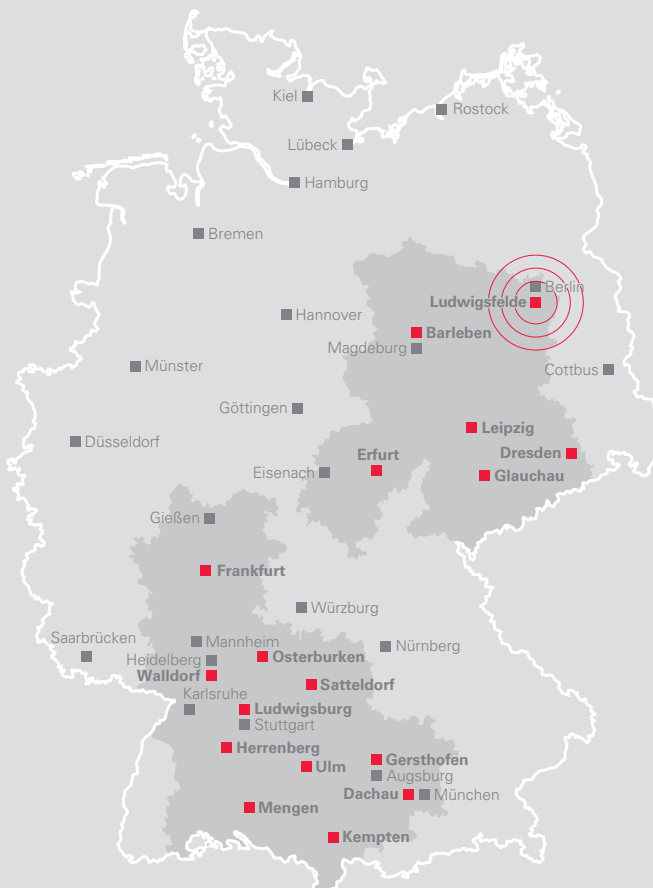 Kiel
Rostock
Lübeck
Hamburg
Bremen
Berlin
Ludwigsfelde
Hannover
Barleben
Magdeburg
Münster
Cottbus
Göttingen
Leipzig
Düsseldorf
Dresden
Erfurt
Eisenach
Glauchau
Gießen
Frankfurt
Würzburg
Saarbrücken
Mannheim
Nürnberg
Osterburken
Heidelberg
Walldorf
Satteldorf
Karlsruhe
Ludwigsburg
Stuttgart
Herrenberg
Gersthofen
Ulm
Augsburg
Dachau
München
Mengen
Kempten